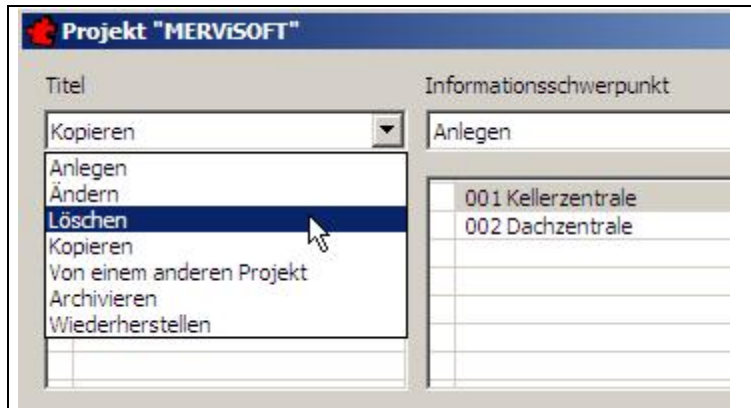 Projekt "MERViSOFT"
Titel
Informationsschwerpunkt
Kopieren
Anlegen
Anlegen
Ändern
Löschen
Kopieren
Von einem anderen Projekt
Archivieren
Wiederherstellen
001 Kellerzentrale
002 Dachzentrale